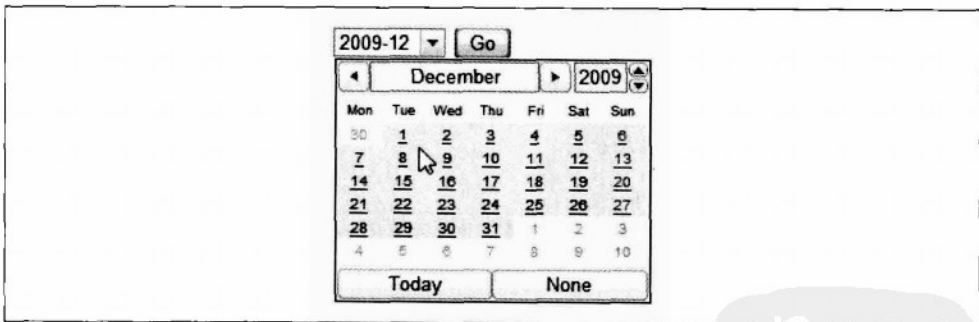 2009-12 Go
December 2009
Mon Tue Wed Thu Fri Sat Sun
30 1 2 3 4 5 6
7 8 9 10 11 12 13
14 15 16 17 18 19 20
21 22 23 24 25 26 27
28 29 30 31 1 2 3
4 5 6 7 8 9 10
Today None